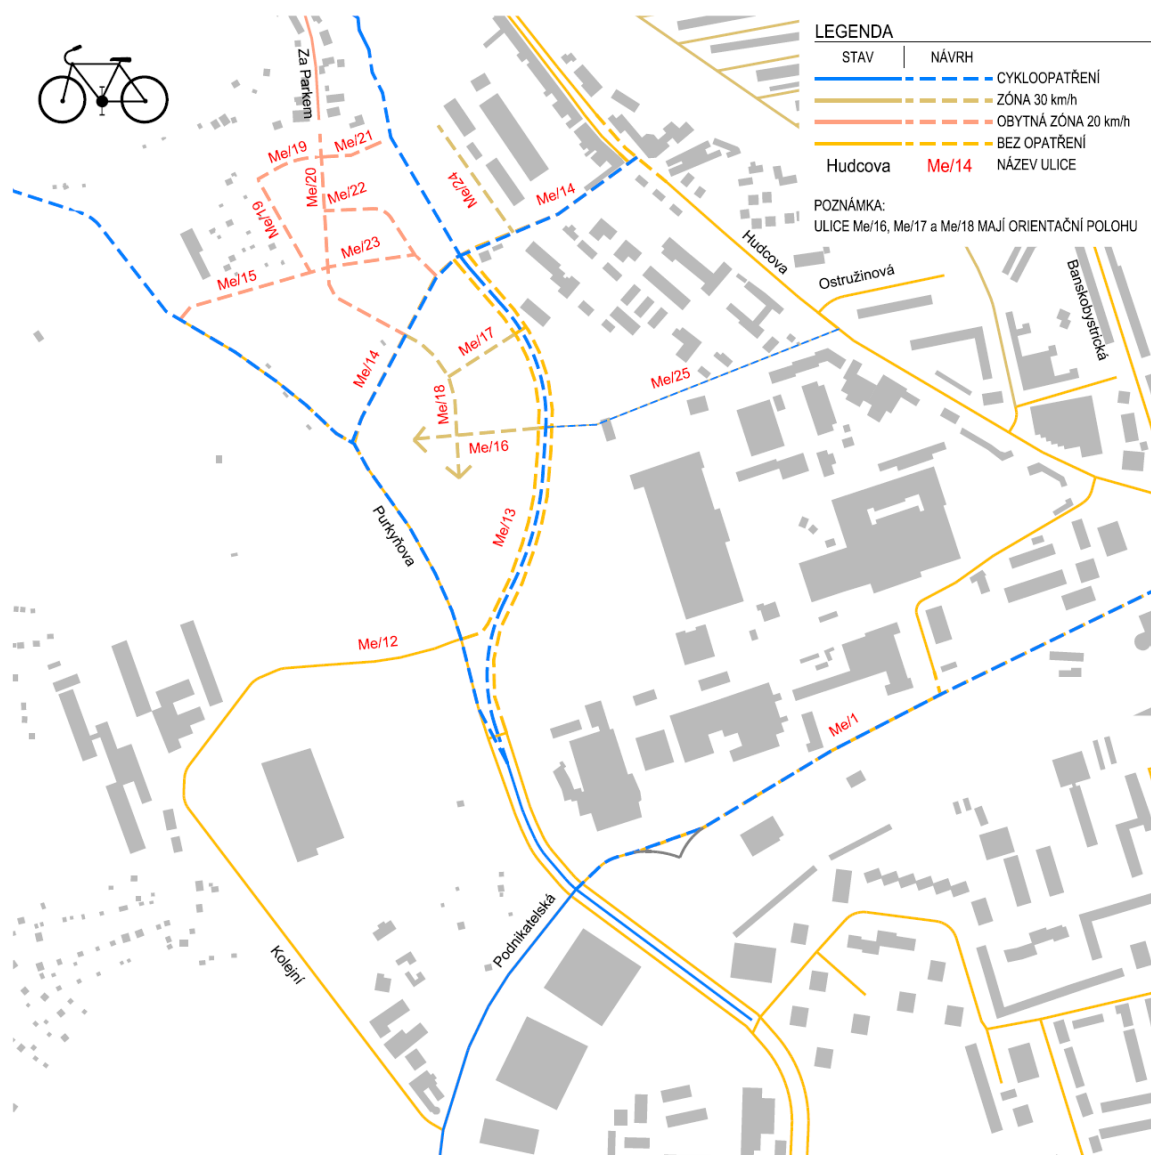 LEGENDA
STAV NÁVRH
CYKLOOPATŘENÍ
ZÓNA 30 km/h
OBYTNÁ ZÓNA 20 km/h
BEZ OPATŘENÍ
Hudcova Me/14 NÁZEV ULICE
POZNÁMKA:
ULICE Me/16, Me/17 a Me/18 MAJÍ ORIENTAČNÍ POLOHU
Za Parkem
Me/19
Me/21
Me/20
Me/22
Me/24
Me/14
Me/19
Me/23
Me/15
Hudcova
Ostružinová
Banskobystrická
Me/17
Me/14
Me/25
Me/18
Me/16
Me/13
Purkyňova
Me/12
Me/1
Podnikatelská
Kolejní